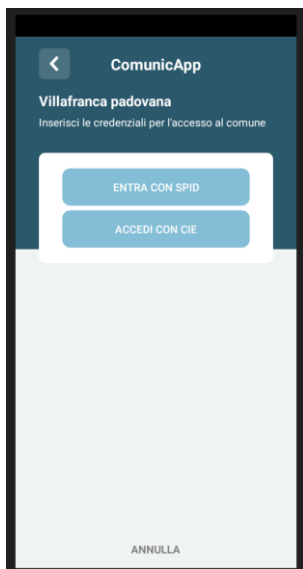 ComunicApp
Villafranca padovana
Inserisci le credenziali per l'accesso al comune
ENTRA CON SPID
ACCEDI CON CIE
ANNULLA